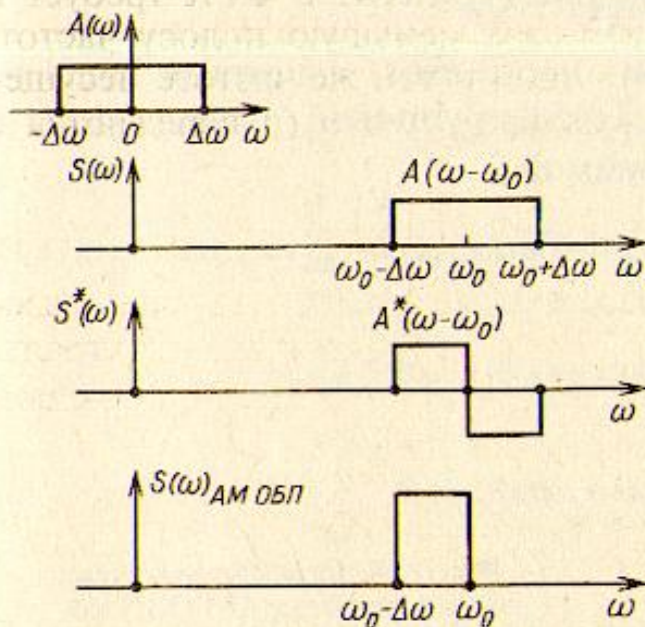 A(ω)
-Δω 0 Δω ω
S(ω)
A(ω-ω₀)
ω₀-Δω ω₀ ω₀+Δω ω
S*(ω)
A*(ω-ω₀)
ω
S(ω)АМ ОБП
ω₀-Δω ω₀ ω